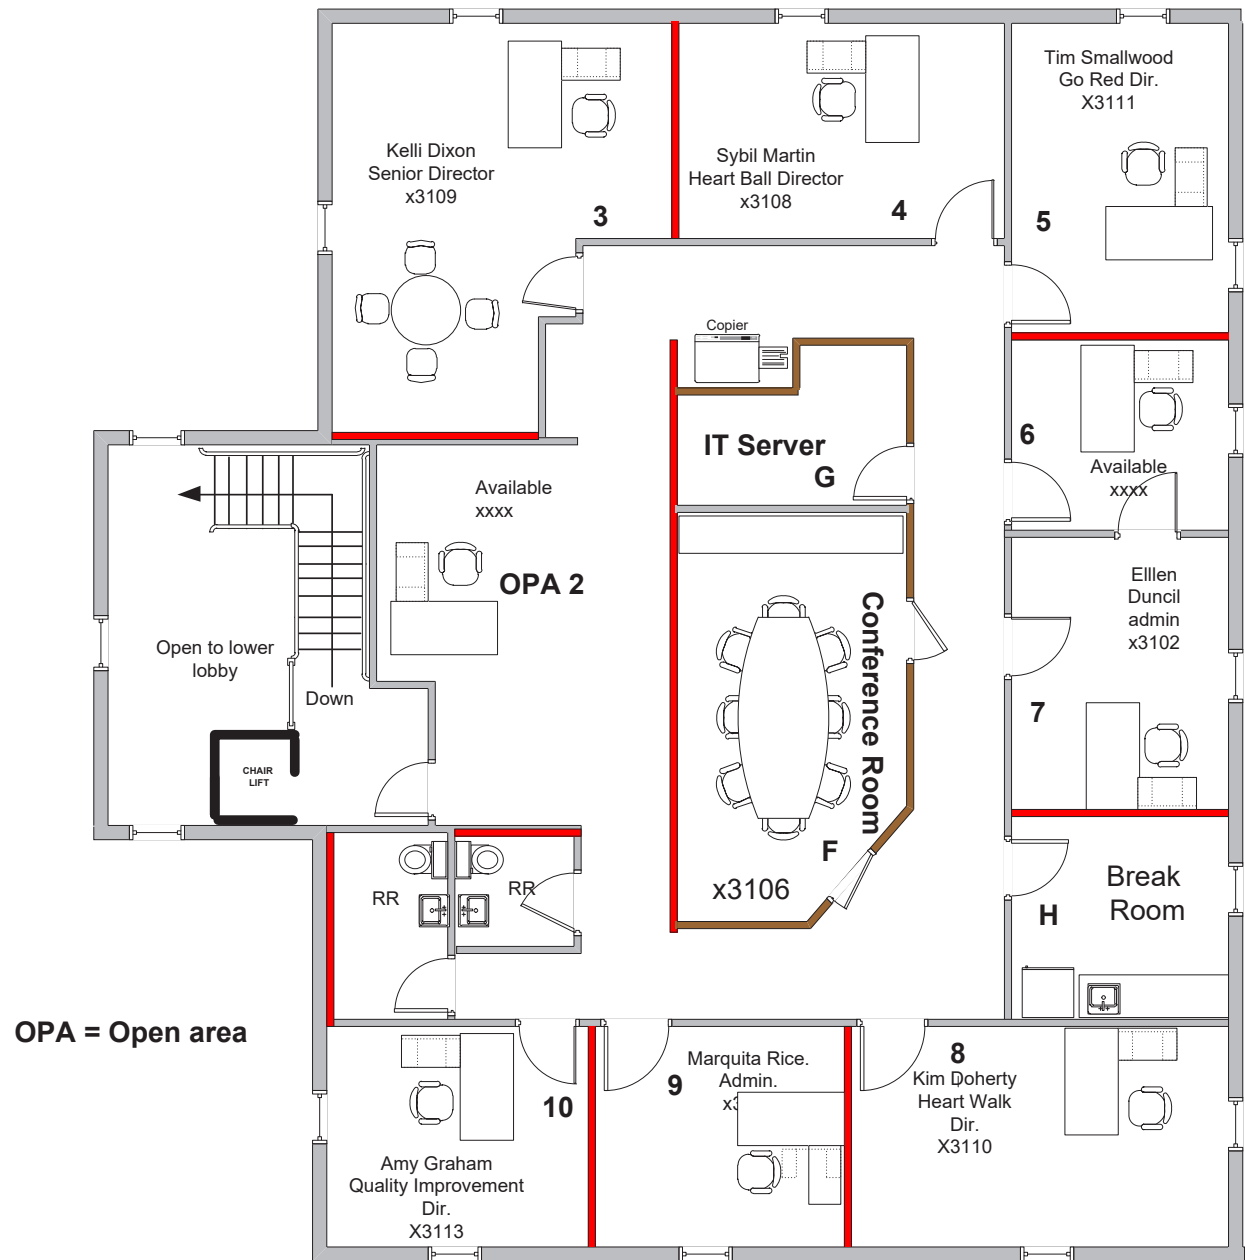 Kelli Dixon
Senior Director
x3109
3
Sybil Martin
Heart Ball Director
x3108
4
Tim Smallwood
Go Red Dir.
X3111
5
Copier
IT Server
G
6
Available
xxxx
Available
xxxx
OPA 2
Open to lower
lobby
Down
CHAIR
LIFT
Conference Room
F
x3106
Elllen
Duncil
admin
x3102
7
Break
Room
H
RR
RR
OPA = Open area
10
Amy Graham
Quality Improvement
Dir.
X3113
9
Marquita Rice.
Admin.
8
Kim Doherty
Heart Walk
Dir.
X3110